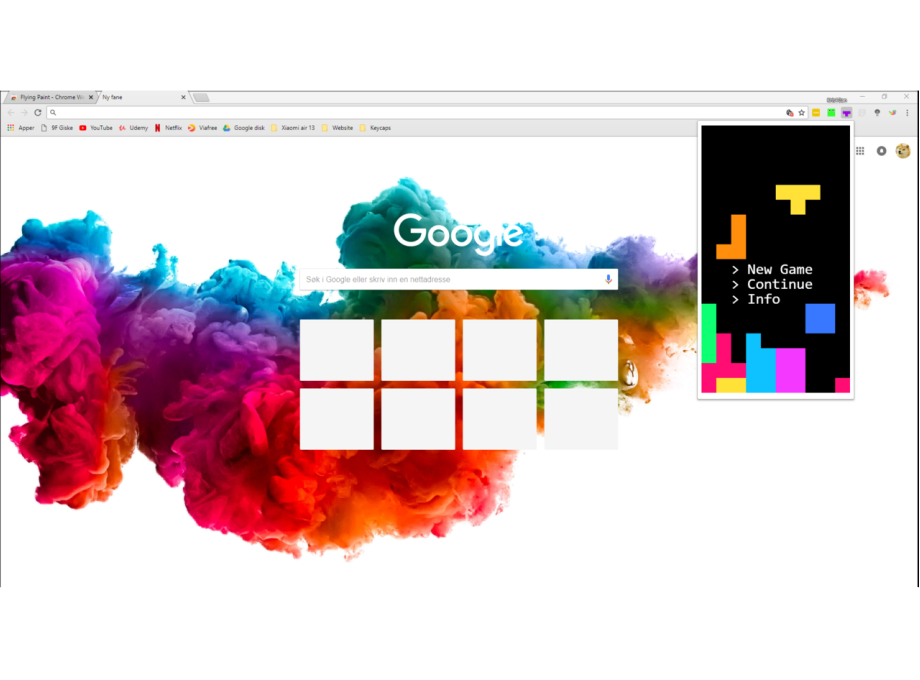 Flying Paint - Chrome W
Ny fane
Apper
9F Giske
YouTube
Udemy
Netflix
Viafree
Google disk
Xiaomi air 13
Website
Keycaps
Google
Søk i Google eller skriv inn en nettadresse
> New Game
> Continue
> Info